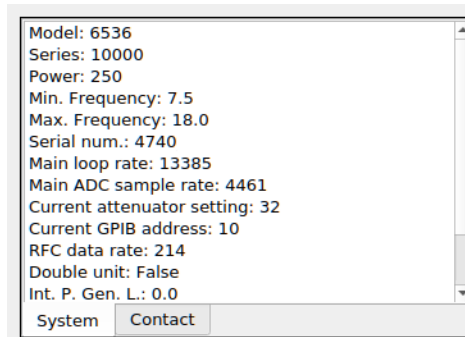 Model: 6536
Series: 10000
Power: 250
Min. Frequency: 7.5
Max. Frequency: 18.0
Serial num.: 4740
Main loop rate: 13385
Main ADC sample rate: 4461
Current attenuator setting: 32
Current GPIB address: 10
RFC data rate: 214
Double unit: False
Int. P. Gen. L.: 0.0
System Contact